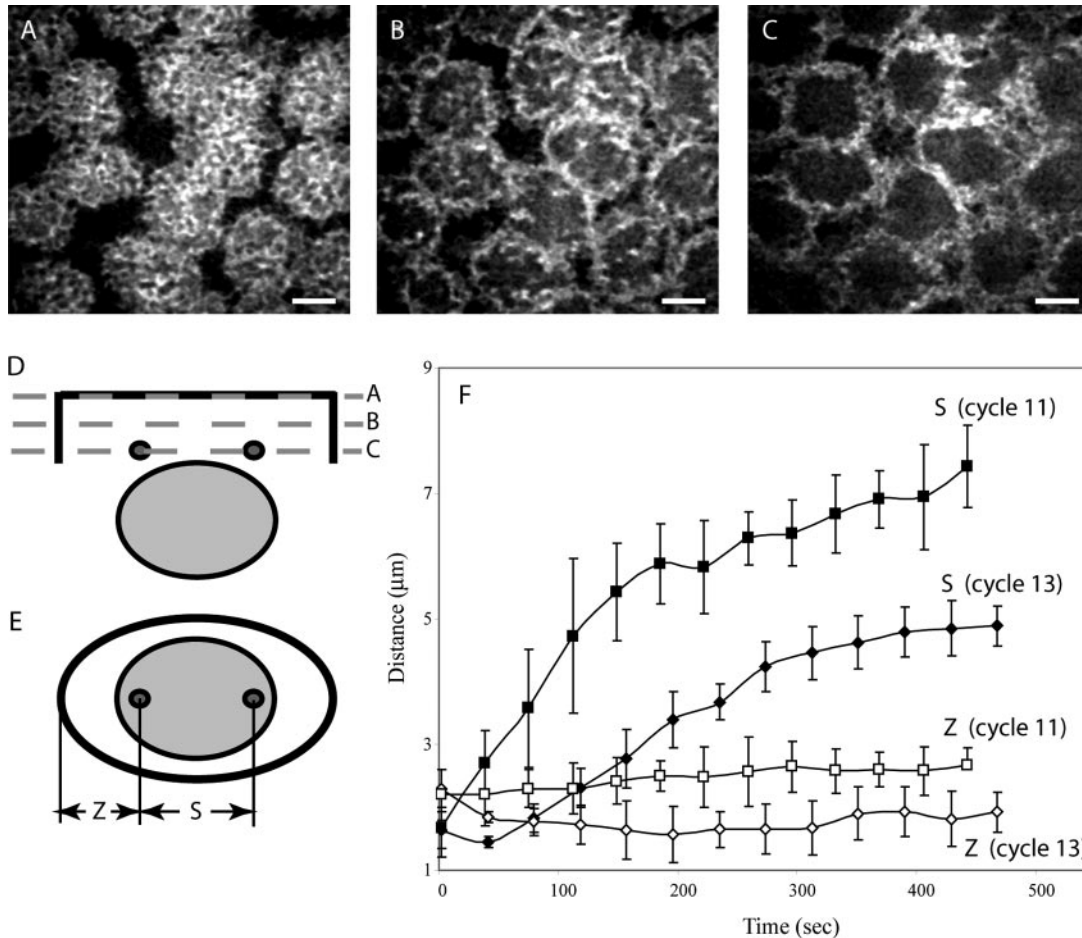 A
B
C
D
A
B
C
E
Z
S
F
9
7
5
3
1
Distance (μm)
S (cycle 11)
S (cycle 13)
Z (cycle 11)
Z (cycle 13)
0
100
200
300
400
500
Time (sec)